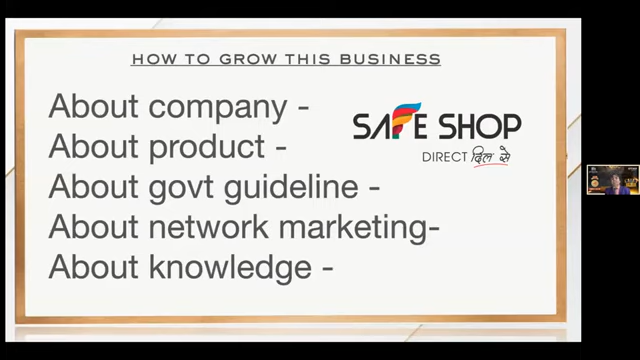 HOW TO GROW THIS BUSINESS
About company -
About product -
About govt guideline -
About network marketing-
About knowledge -
SAFE SHOP
DIRECT दिल से